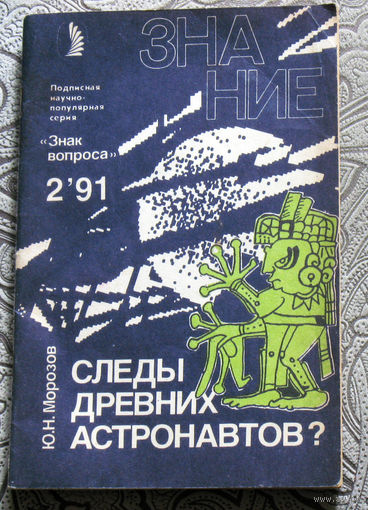 ЗНА
НИЕ
Подписная
научно-
популярная
серия
«Знак
вопроса»
2'91
Ю.Н.Морозов
СЛЕДЫ
ДРЕВНИХ
АСТРОНАВТОВ?